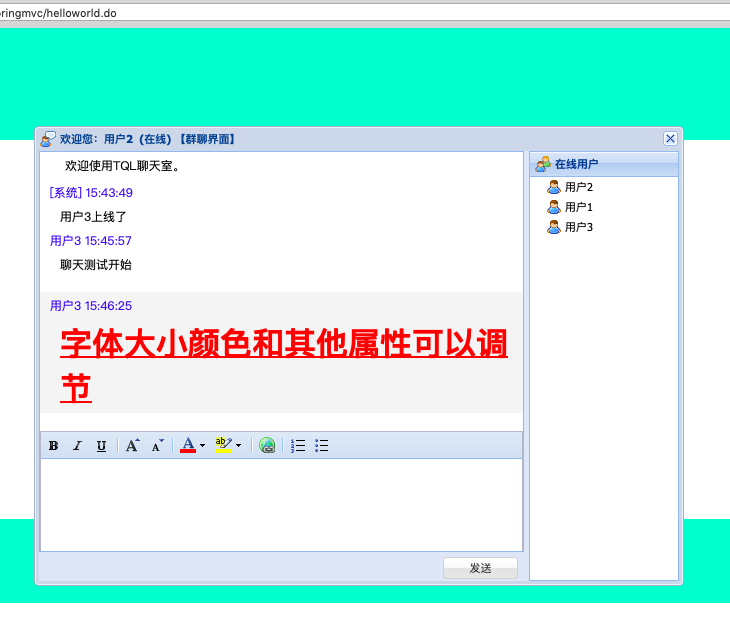 ringmvc/helloworld.do
欢迎您：用户2（在线）【群聊界面】
欢迎使用TQL聊天室。
[系统] 15:43:49
用户3上线了
用户3 15:45:57
聊天测试开始
用户3 15:46:25
字体大小颜色和其他属性可以调
节
B I U A A A ab
发送
在线用户
用户2
用户1
用户3